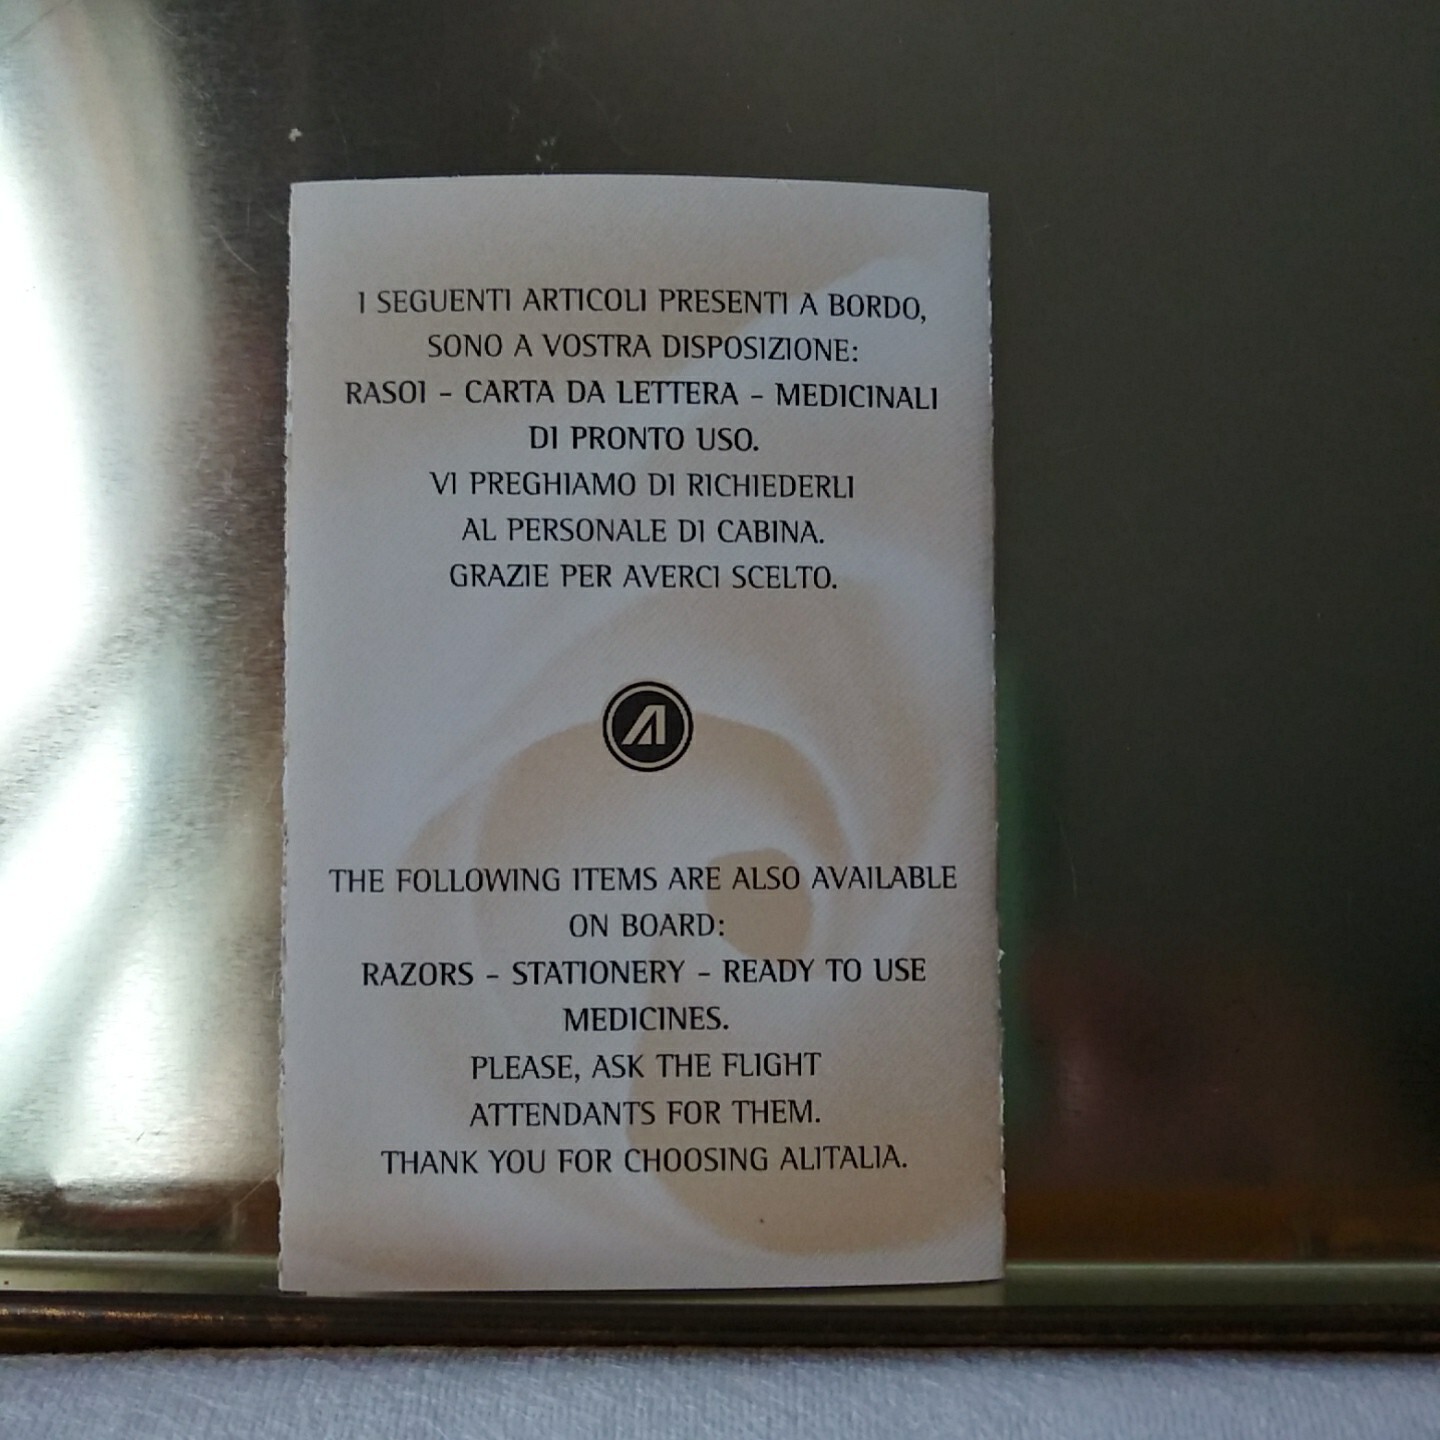 I SEGUENTI ARTICOLI PRESENTI A BORDO,
SONO A VOSTRA DISPOSIZIONE:
RASOI - CARTA DA LETTERA - MEDICINALI
DI PRONTO USO.
VI PREGHIAMO DI RICHIEDERLI
AL PERSONALE DI CABINA.
GRAZIE PER AVERCI SCELTO.
A
THE FOLLOWING ITEMS ARE ALSO AVAILABLE
ON BOARD:
RAZORS - STATIONERY - READY TO USE
MEDICINES.
PLEASE, ASK THE FLIGHT
ATTENDANTS FOR THEM.
THANK YOU FOR CHOOSING ALITALIA.